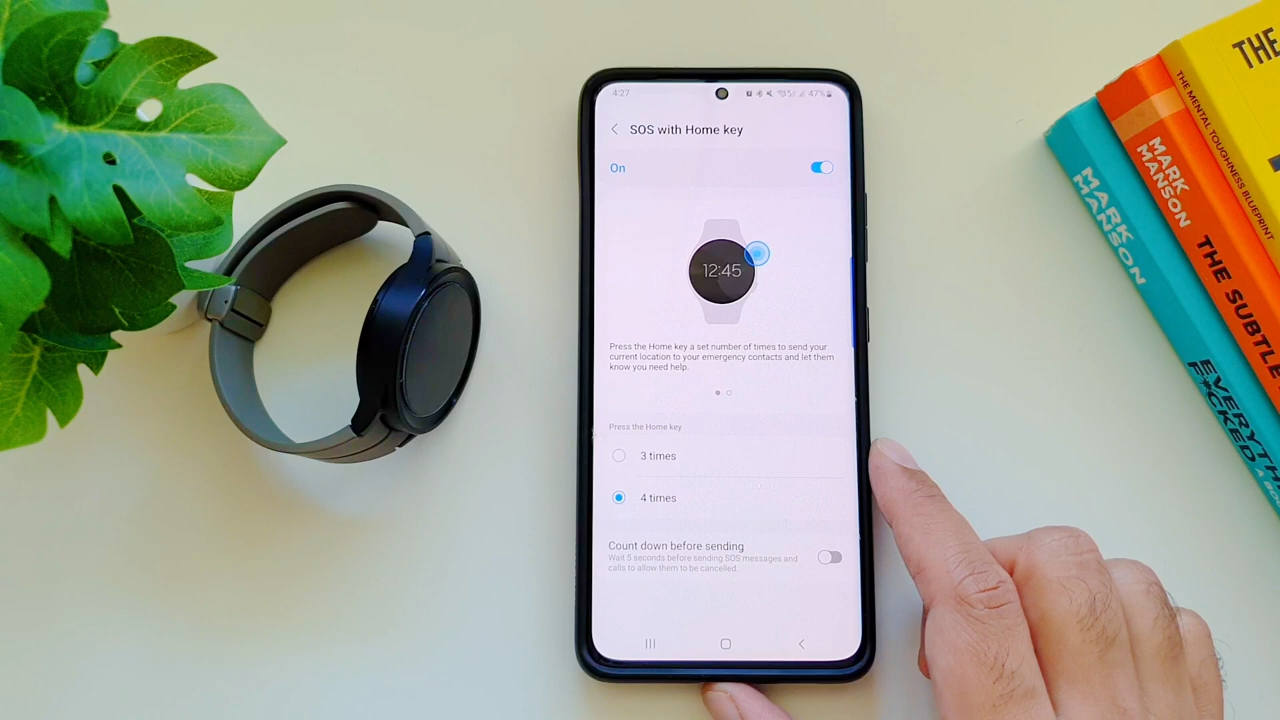 4:27
47%
SOS with Home key
On
12:45
Press the Home key a set number of times to send your
current location to your emergency contacts and let them
know you need help.
Press the Home key
3 times
4 times
Count down before sending
Wait 5 seconds before sending SOS messages and
calls to allow them to be cancelled.
MARK
MANSON
EVERYTH
F*CKED
A BO
MARK
MANSON
THE SUBTLE
THE MENTAL TOUGHNESS BLUEPRINT
THE